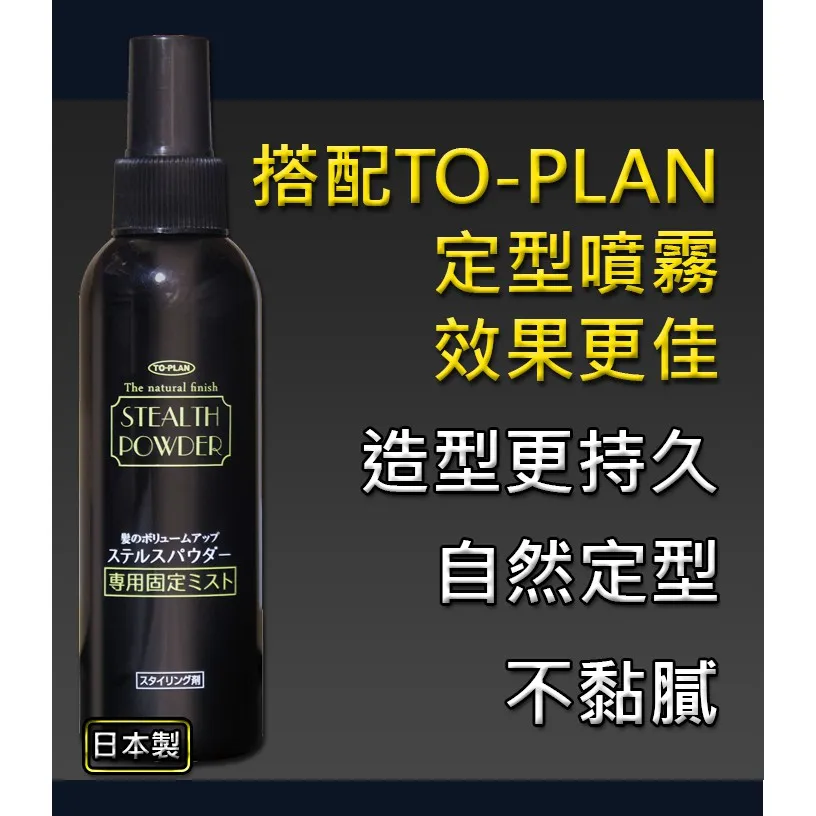 搭配TO-PLAN
定型噴霧
效果更佳
造型更持久
自然定型
不黏膩
TO-PLAN
The natural finish
STEALTH
POWDER
髪のボリュームアップ
ステルスパウダー
専用固定ミスト
スタイリング剤
日本製